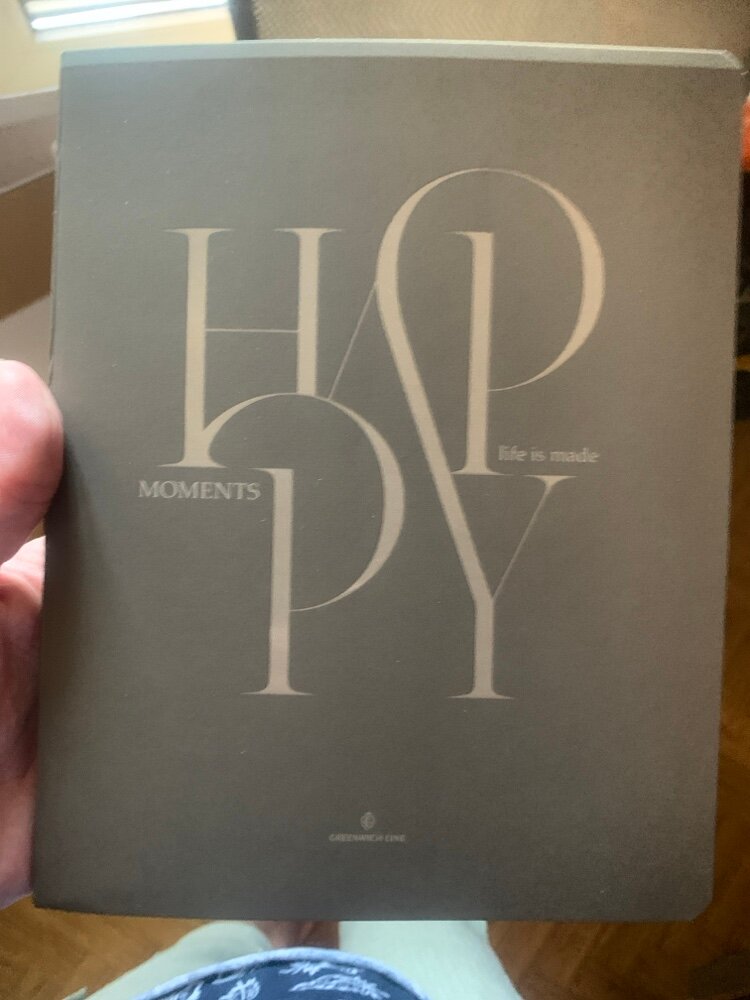 HAP
life is made
MOMENTS
PY
GREENWICH LINE